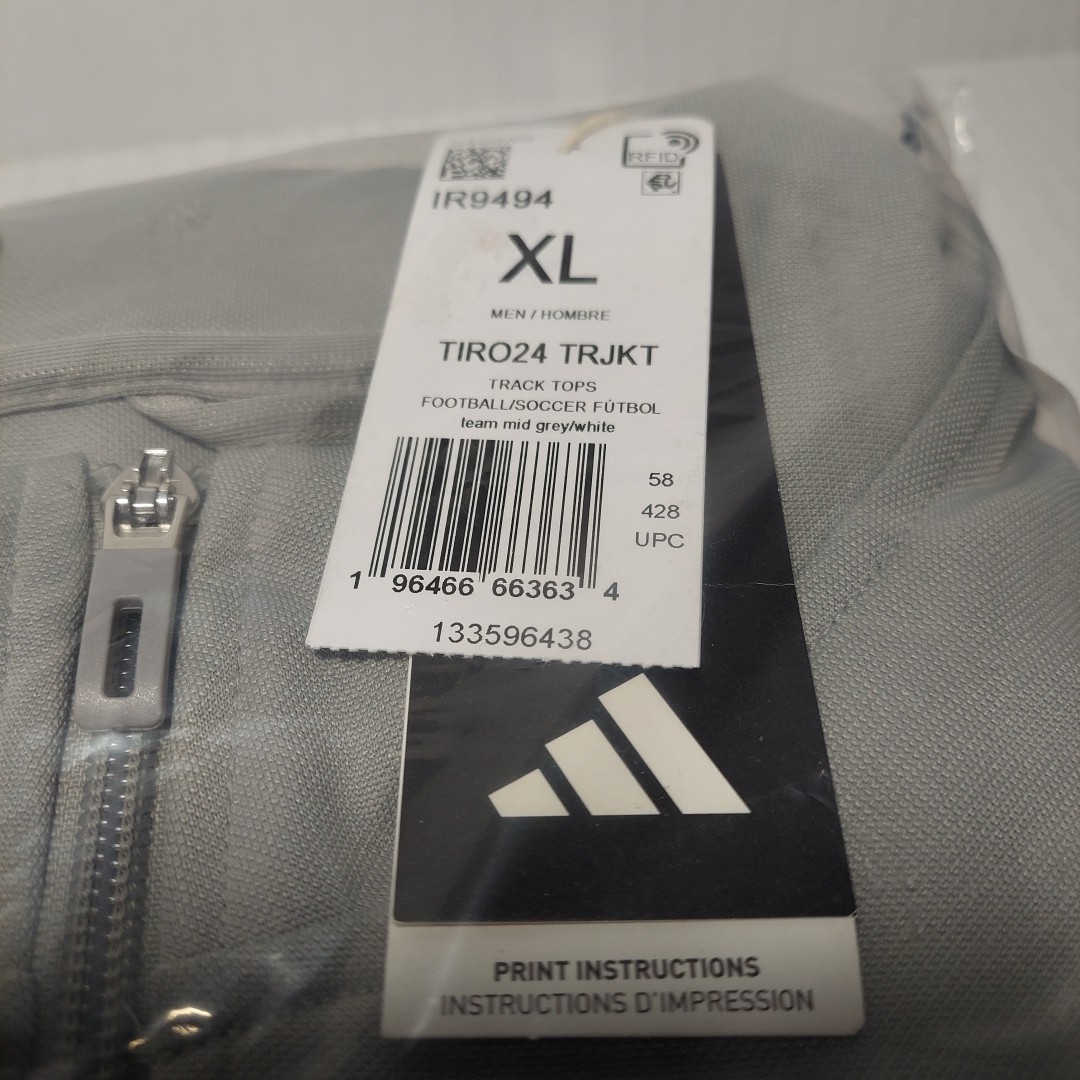 RFID
IR9494
XL
MEN / HOMBRE
TIRO24 TRJKT
TRACK TOPS
FOOTBALL/SOCCER FÚTBOL
team mid grey/white
58
428
UPC
1 96466 66363 4
133596438
PRINT INSTRUCTIONS
INSTRUCTIONS D'IMPRESSION